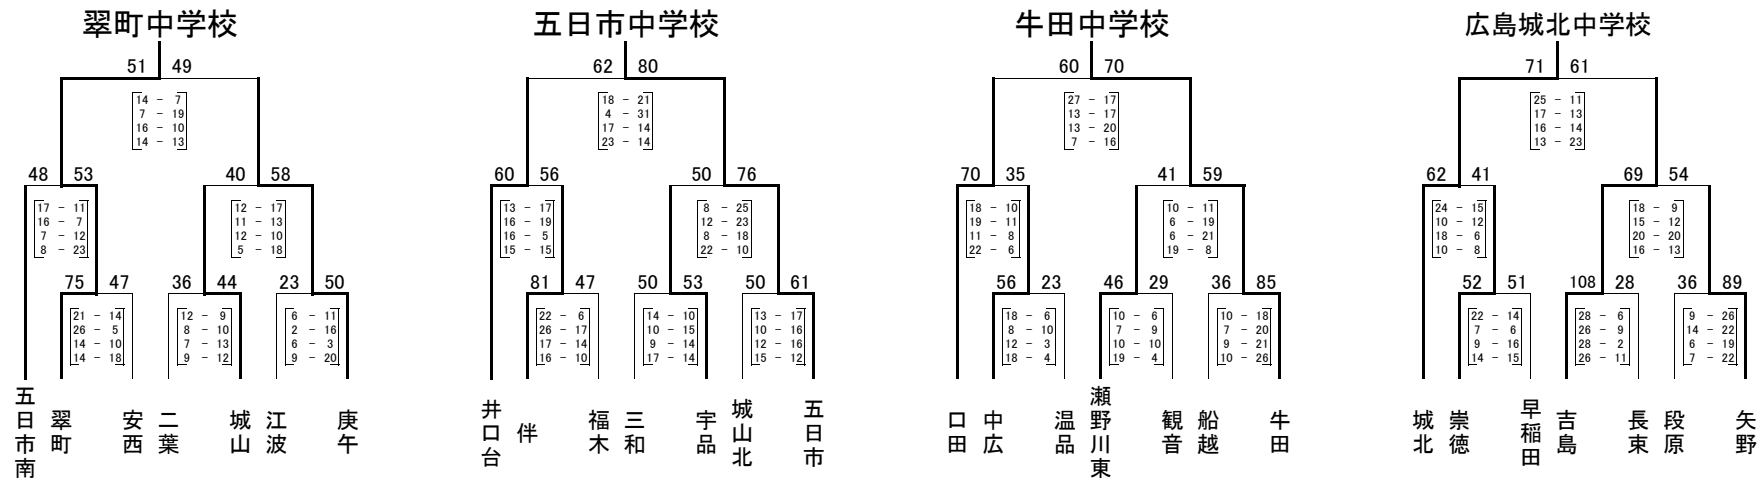 翠町中学校 五日市中学校 牛田中学校 広島城北中学校
51 49 62 80 60 70 71 61
14 - 7 18 - 21 27 - 17 25 - 11
7 - 19 4 - 31 13 - 17 17 - 13
16 - 10 17 - 14 13 - 20 16 - 14
14 - 13 23 - 14 7 - 16 13 - 23
48 53 40 58 60 56 50 76 70 35 41 59 62 41 69 54
17 - 11 12 - 17 13 - 17 8 - 25 18 - 10 10 - 11 24 - 15 18 - 9
16 - 7 11 - 13 16 - 19 12 - 23 19 - 11 6 - 19 10 - 12 15 - 12
7 - 12 12 - 10 16 - 5 8 - 18 11 - 8 6 - 21 18 - 6 20 - 20
8 - 23 5 - 18 15 - 15 22 - 10 22 - 6 19 - 8 10 - 8 16 - 13
75 47 36 44 23 50 81 47 50 53 50 61 56 23 46 29 36 85 52 51 108 28 36 89
21 - 14 12 - 9 6 - 11 22 - 6 14 - 10 13 - 17 18 - 6 10 - 6 10 - 18 22 - 14 28 - 6 9 - 26
26 - 5 8 - 10 2 - 16 26 - 17 10 - 15 10 - 16 8 - 10 7 - 9 7 - 20 7 - 6 26 - 9 14 - 22
14 - 10 7 - 13 6 - 3 17 - 14 9 - 14 12 - 16 12 - 3 10 - 10 9 - 21 9 - 16 28 - 2 6 - 19
14 - 18 9 - 12 9 - 20 16 - 10 17 - 14 15 - 12 18 - 4 19 - 4 10 - 26 14 - 15 26 - 11 7 - 22
五日市南
翠町
安西
二葉
城山
江波
庚午
井口台
伴
福木
三和
宇品
城山北
五日市
口田
中広
温品
瀬野川東
観音
船越
牛田
城北
崇徳
早稲田
吉島
長束
段原
矢野